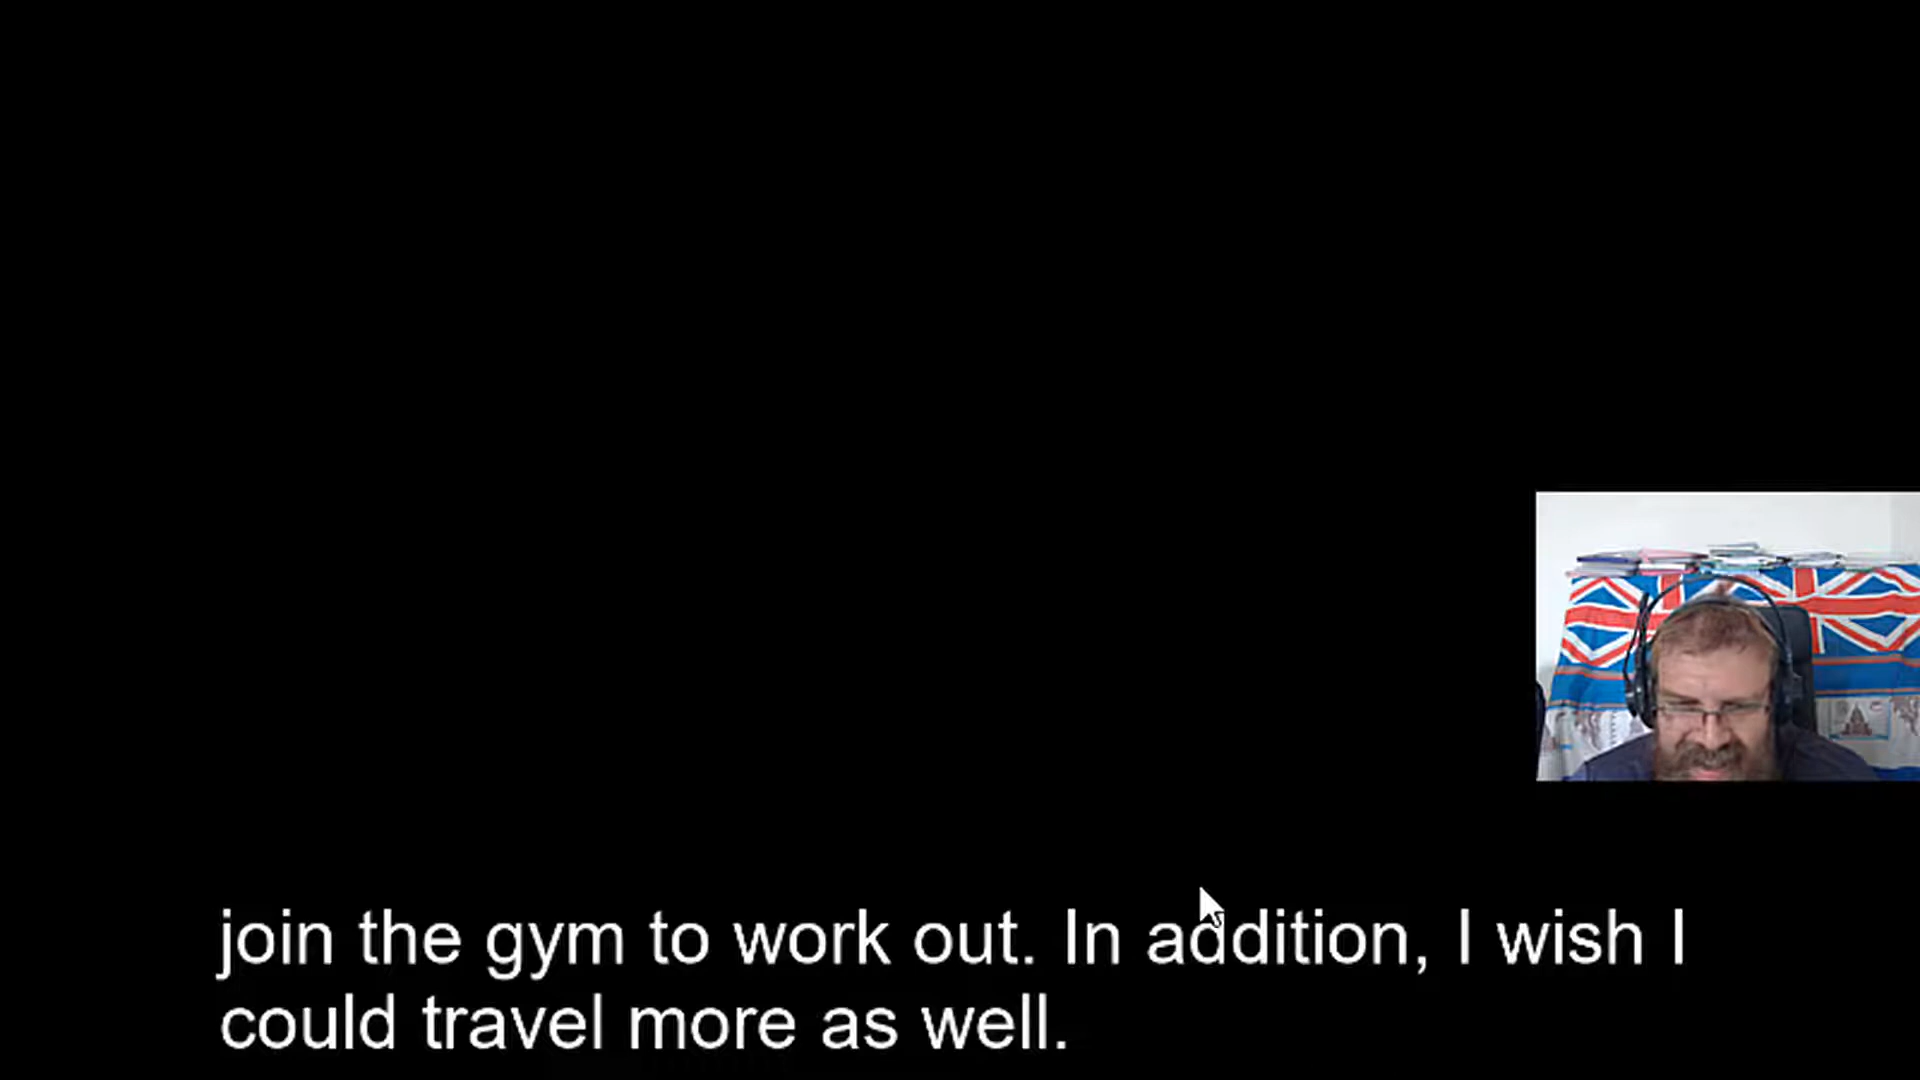 join the gym to work out. In addition, I wish I
could travel more as well.